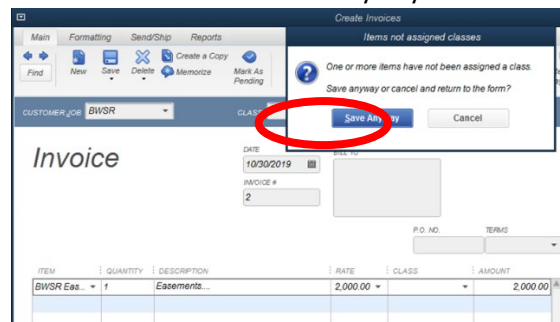 Create Invoices
Main Formatting Send/Ship Reports
Find New Save Delete Create a Copy Memorize Mark As Pending
Items not assigned classes
One or more items have not been assigned a class.
Save anyway or cancel and return to the form?
Save Anyway Cancel
CUSTOMER:JOB BWSR CLASS
Invoice
DATE BILL TO
10/30/2019
INVOICE #
2
P.O. NO. TERMS
ITEM QUANTITY DESCRIPTION RATE CLASS AMOUNT
BWSR Eas... 1 Easements.... 2,000.00 2,000.00